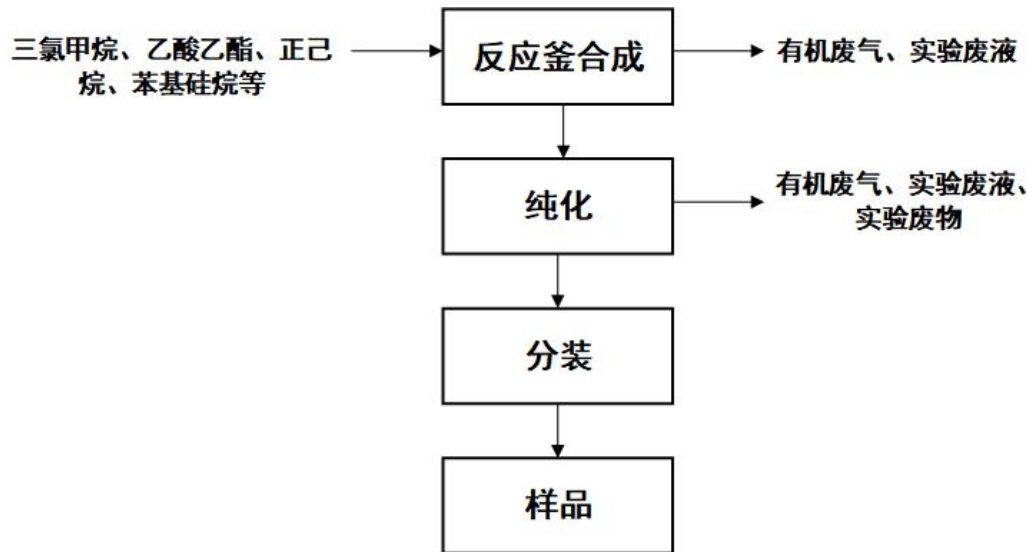 三氯甲烷、乙酸乙酯、正己
烷、苯基硅烷等
反应釜合成
有机废气、实验废液
纯化
有机废气、实验废液、
实验废物
分装
样品